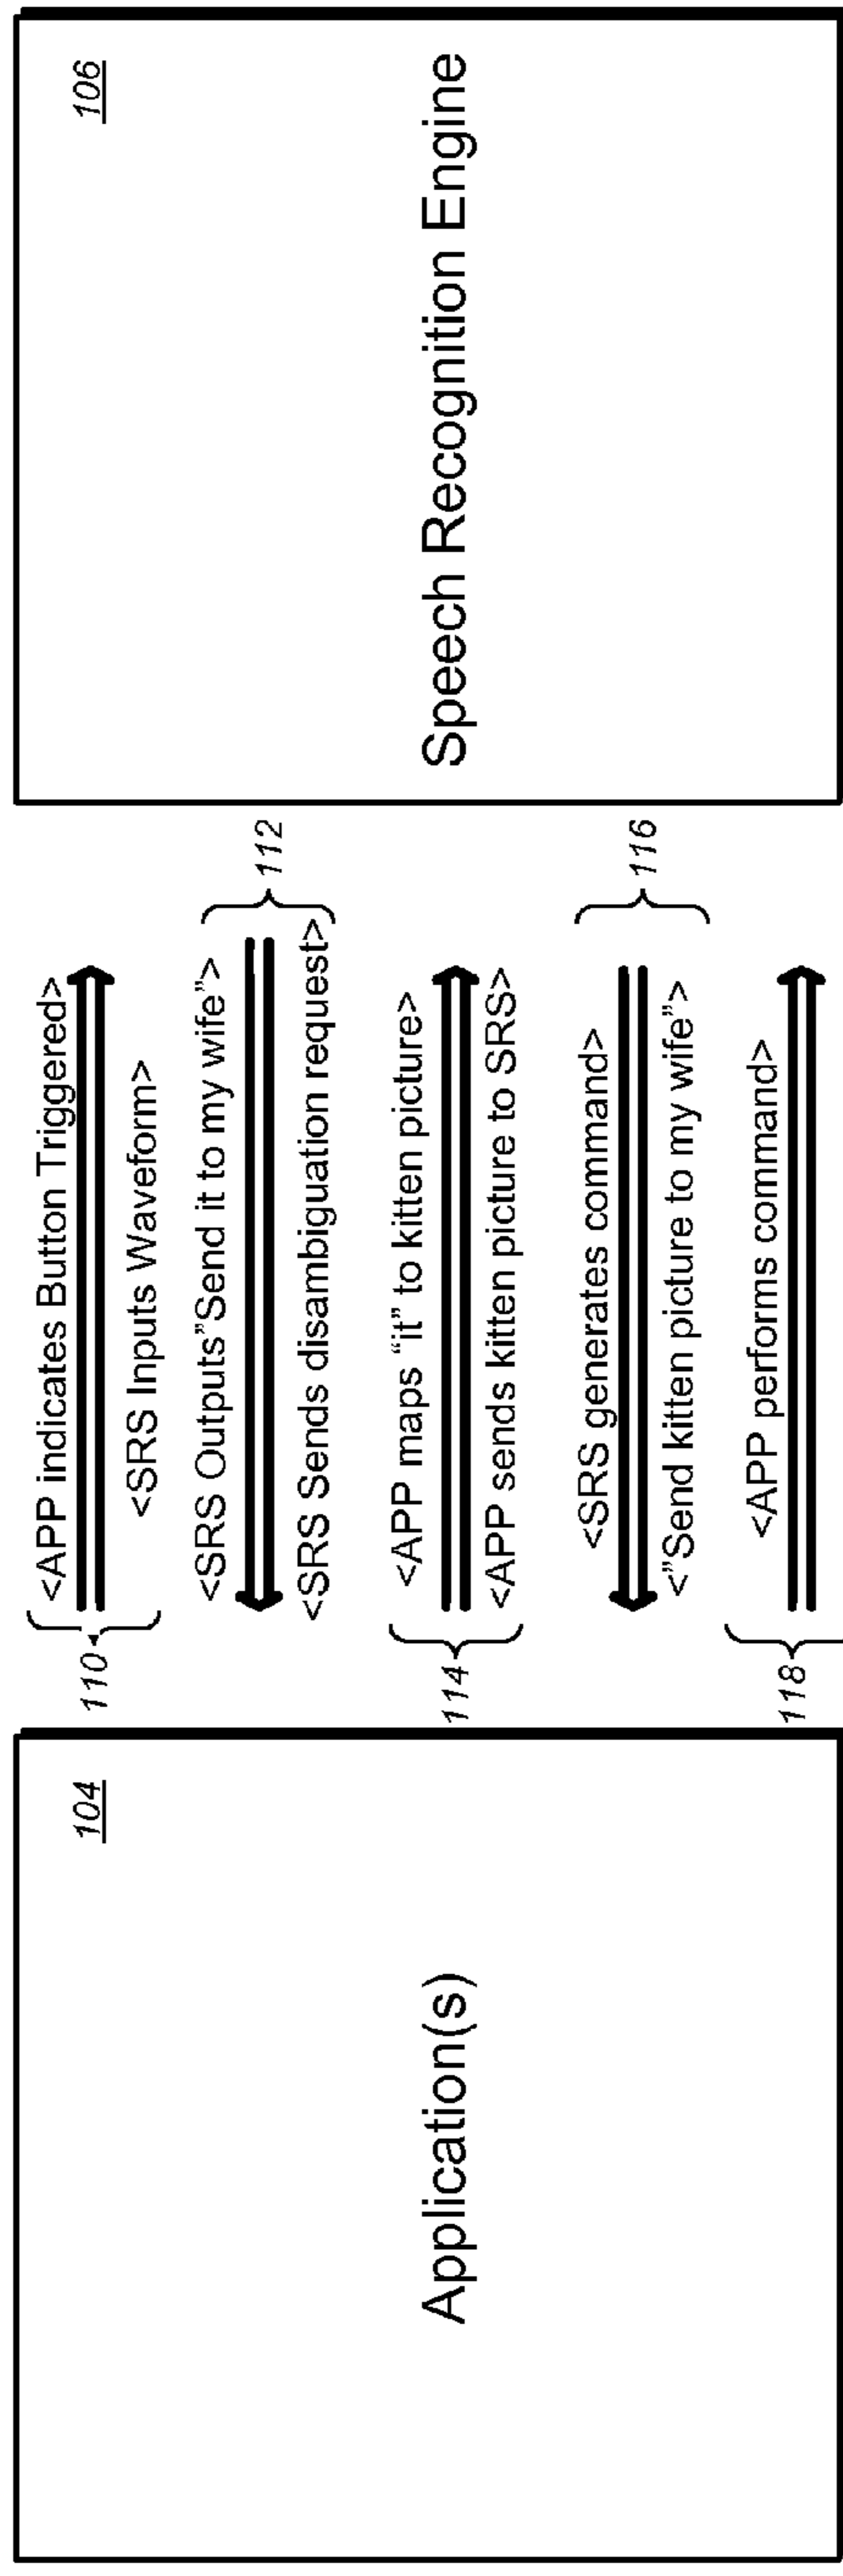 104
Application(s)
110
<APP indicates Button Triggered>
<SRS Inputs Waveform>
<SRS Outputs”Send it to my wife”>
<SRS Sends disambiguation request>
112
114
<APP maps “it” to kitten picture>
<APP sends kitten picture to SRS>
<SRS generates command>
<”Send kitten picture to my wife”>
116
118
<APP performs command>
106
Speech Recognition Engine